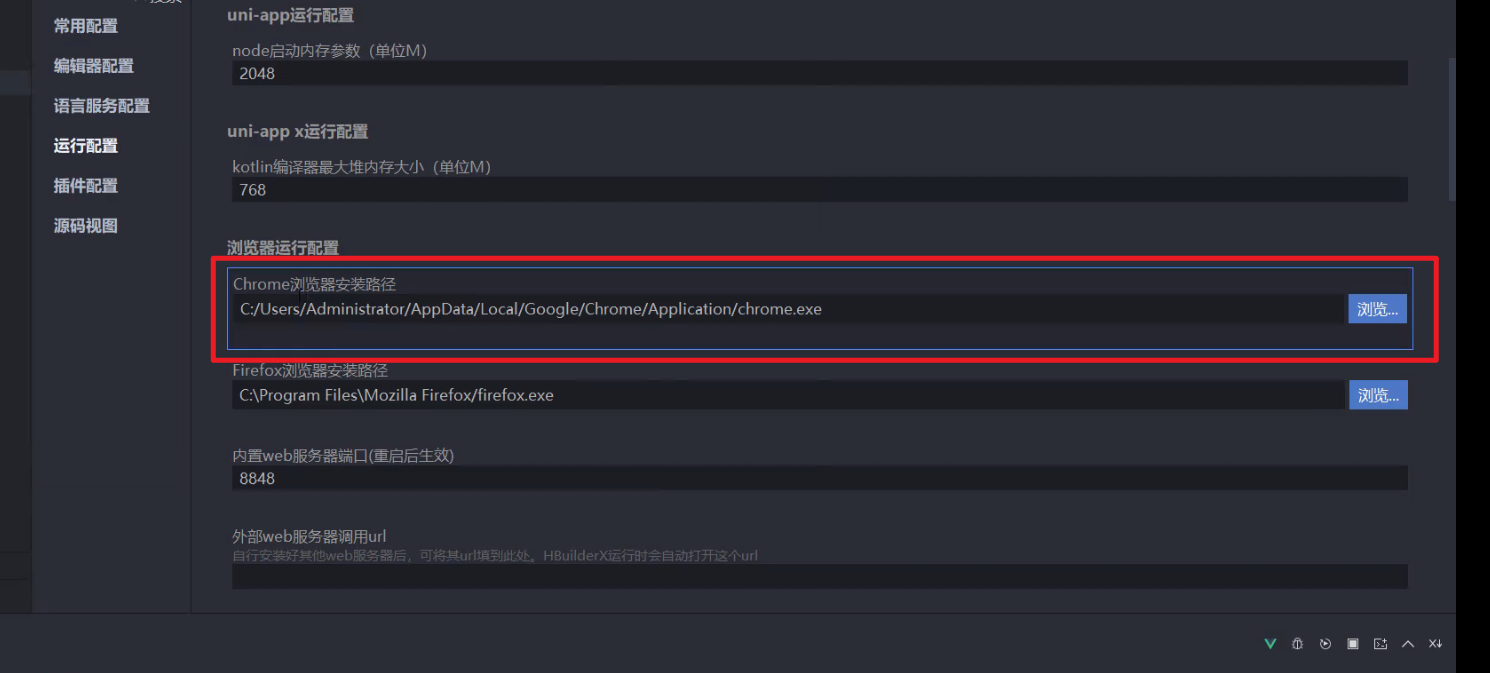 常用配置
编辑器配置
语言服务配置
运行配置
插件配置
源码视图
uni-app运行配置
node启动内存参数（单位M）
2048
uni-app x运行配置
kotlin编译器最大堆内存大小（单位M）
768
浏览器运行配置
Chrome浏览器安装路径
C:/Users/Administrator/AppData/Local/Google/Chrome/Application/chrome.exe
浏览...
Firefox浏览器安装路径
C:\Program Files\Mozilla Firefox/firefox.exe
浏览...
内置web服务器端口(重启后生效)
8848
外部web服务器调用url
自行安装好其他web服务器后，可将其url填到此处。HBuilderX运行时会自动打开这个url